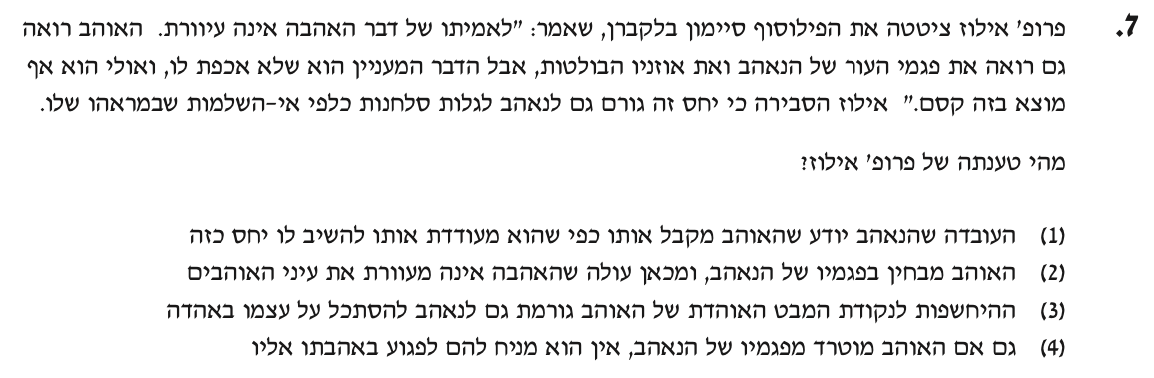 7. פרופ' אילוז ציטטה את הפילוסוף סיימון בלקברן, שאמר: "לאמיתו של דבר האהבה אינה עיוורת. האוהב רואה
גם רואה את פגמי העור של הנאהב ואת אוזניו הבולטות, אבל הדבר המעניין הוא שלא אכפת לו, ואולי הוא אף
מוצא בזה קסם." אילוז הסבירה כי יחס זה גורם גם לנאהב לגלות סלחנות כלפי אי-השלמות שבמראהו שלו.
מהי טענתה של פרופ' אילוז?
(1) העובדה שהנאהב יודע שהאוהב מקבל אותו כפי שהוא מעודדת אותו להשיב לו יחס כזה
(2) האוהב מבחין בפגמיו של הנאהב, ומכאן עולה שהאהבה אינה מעוורת את עיני האוהבים
(3) ההיחשפות לנקודת המבט האוהדת של האוהב גורמת גם לנאהב להסתכל על עצמו באהדה
(4) גם אם האוהב מוטרד מפגמיו של הנאהב, אין הוא מניח להם לפגוע באהבתו אליו